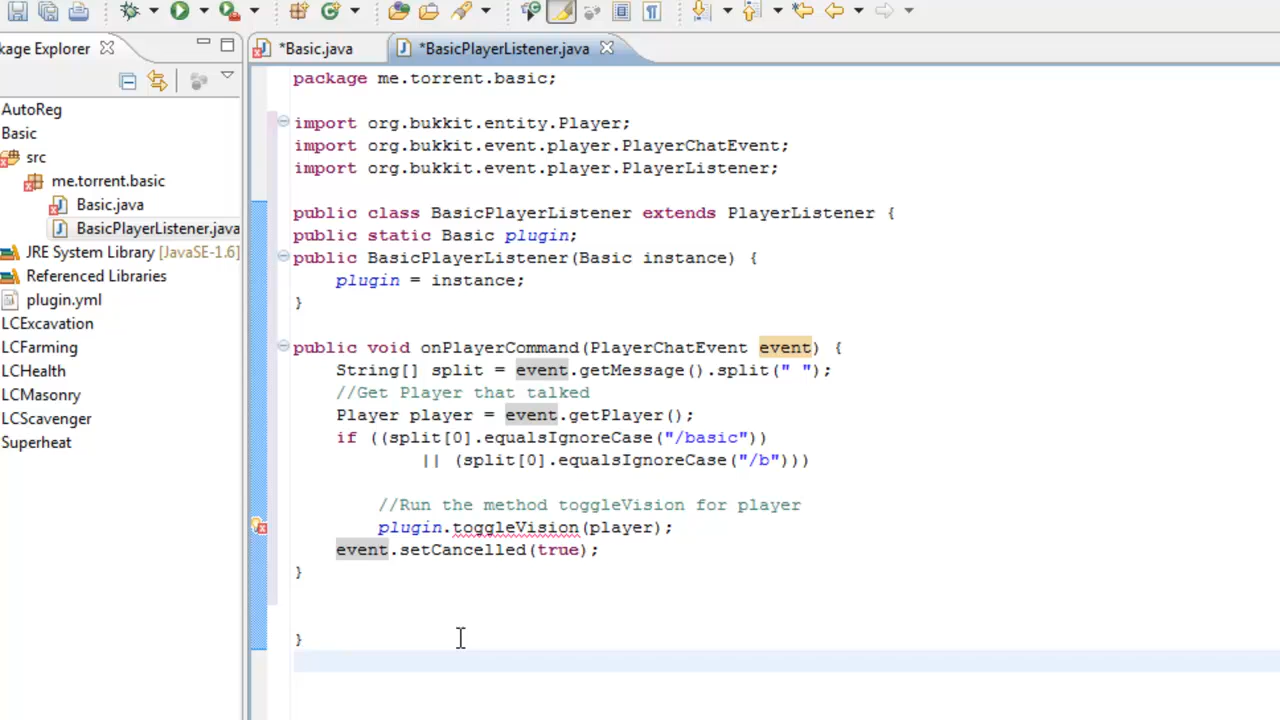 kage Explorer
*Basic.java
*BasicPlayerListener.java
AutoReg
Basic
src
me.torrent.basic
Basic.java
BasicPlayerListener.java
JRE System Library [JavaSE-1.6]
Referenced Libraries
plugin.yml
LCExcavation
LCFarming
LCHealth
LCMasonry
LCScavenger
Superheat
package me.torrent.basic;
import org.bukkit.entity.Player;
import org.bukkit.event.player.PlayerChatEvent;
import org.bukkit.event.player.PlayerListener;
public class BasicPlayerListener extends PlayerListener {
public static Basic plugin;
public BasicPlayerListener(Basic instance) {
plugin = instance;
}
public void onPlayerCommand(PlayerChatEvent event) {
String[] split = event.getMessage().split(" ");
//Get Player that talked
Player player = event.getPlayer();
if ((split[0].equalsIgnoreCase("/basic"))
|| (split[0].equalsIgnoreCase("/b")))
//Run the method toggleVision for player
plugin.toggleVision(player);
event.setCancelled(true);
}
}